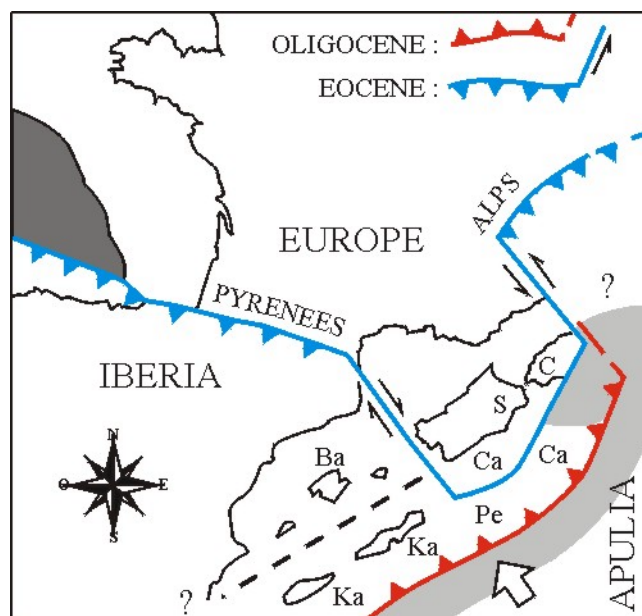 OLIGOCENE :
EOCENE :
ALPS
EUROPE
?
PYRENEES
IBERIA
C
S
N
O E
S
Ba
Ca
Ca
Pe
Ka
Ka
?
APULIA